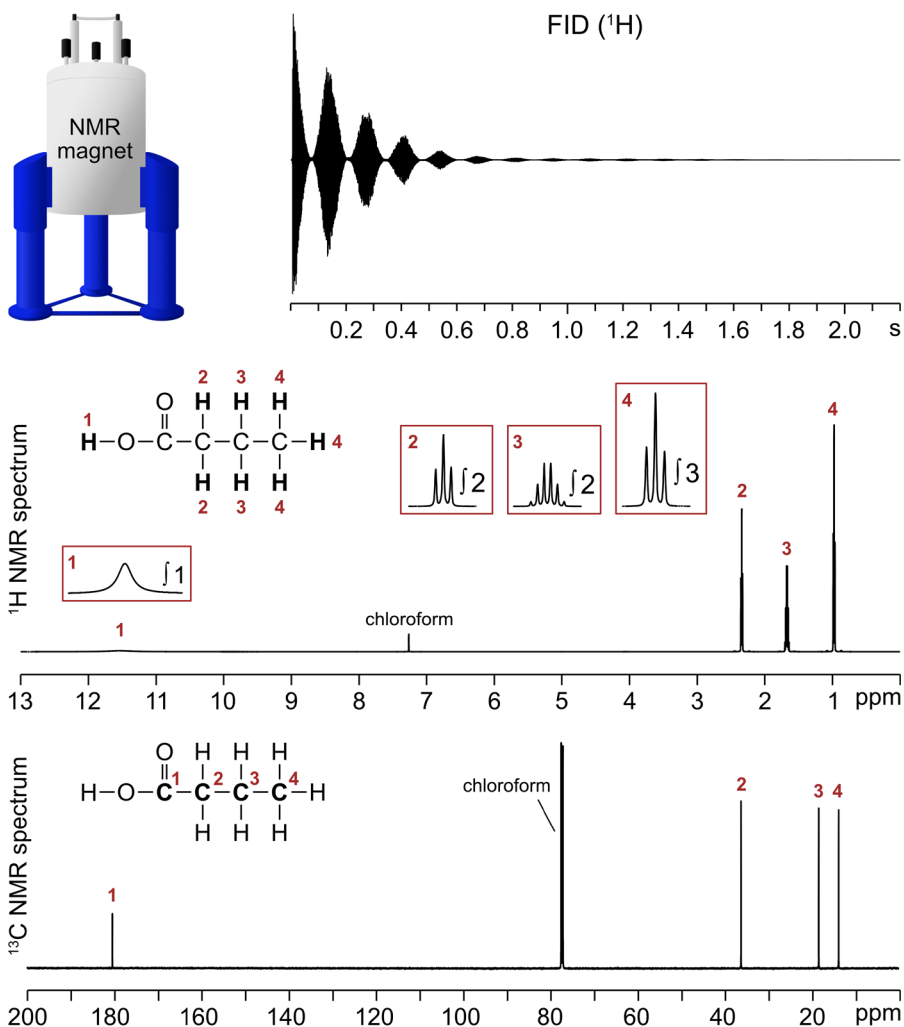 FID (¹H)
NMR
magnet
0.2 0.4 0.6 0.8 1.0 1.2 1.4 1.6 1.8 2.0 s
¹H NMR spectrum
2 3 4
O H H H
1
H O C C C C H 4
H H H
2 3 4
2 ∫2
3 ∫2
4 ∫3
1 ∫1
1
chloroform
2
3
4
13 12 11 10 9 8 7 6 5 4 3 2 1 ppm
¹³C NMR spectrum
O H H H
1 2 3 4
H O C C C C H
H H H
chloroform
1
2
3
4
200 180 160 140 120 100 80 60 40 20 ppm